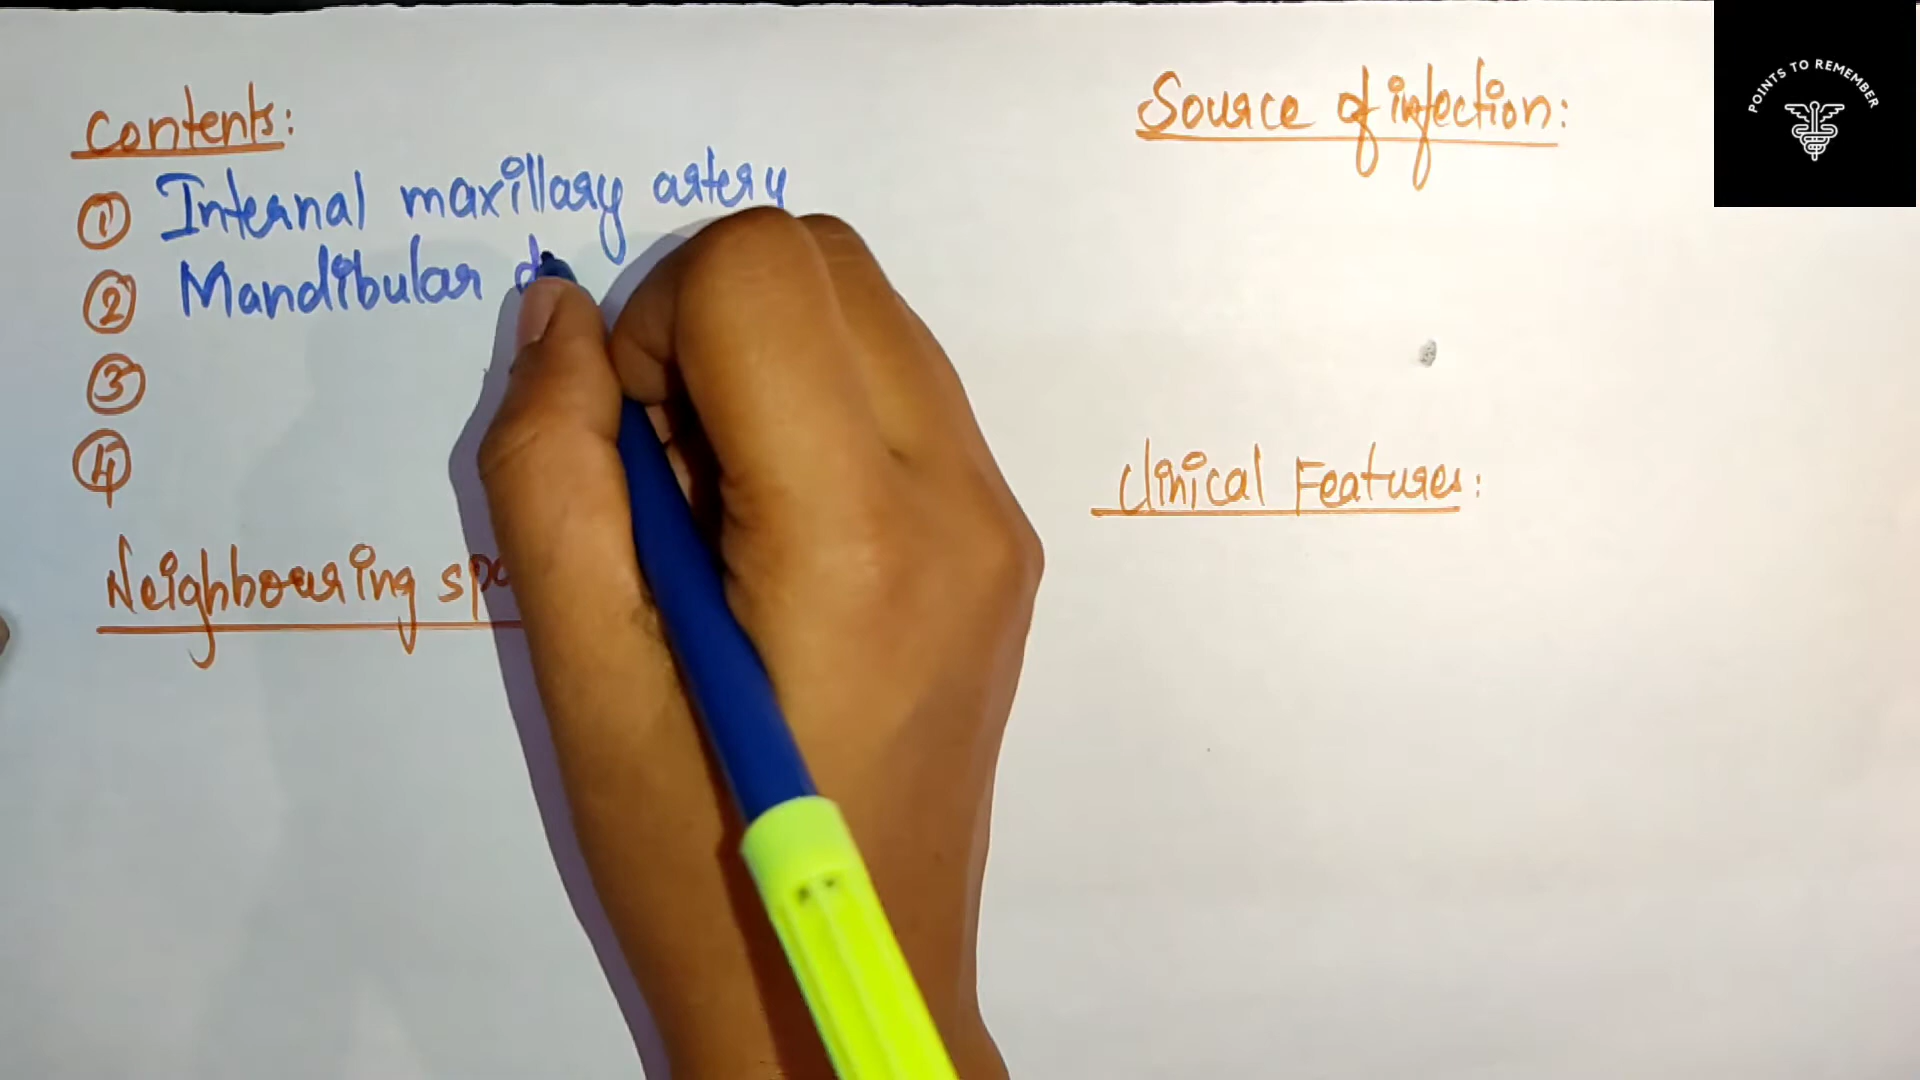 Contents:
① Internal maxillary artery
② Mandibular
③
④
Neighbouring
Source of infection:
Clinical Features:
POINTS TO REMEMBER